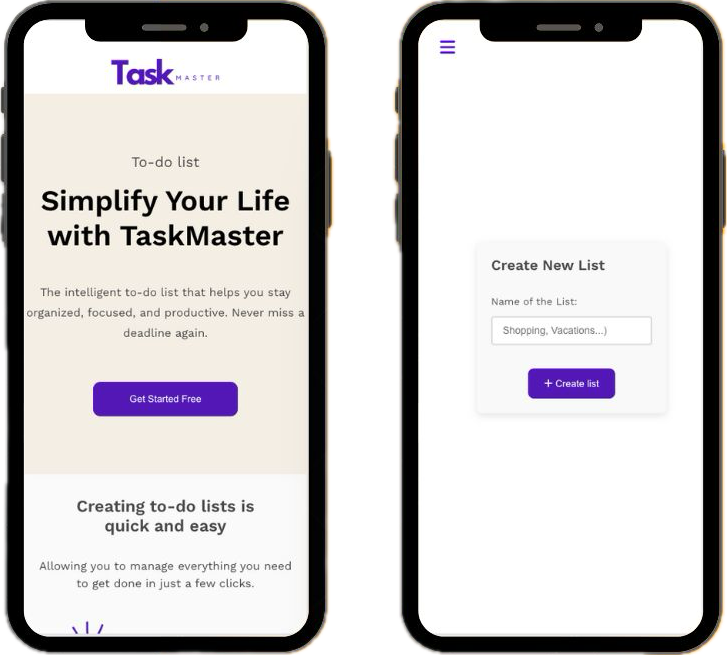 Task MASTER
To-do list
Simplify Your Life
with TaskMaster
The intelligent to-do list that helps you stay
organized, focused, and productive. Never miss a
deadline again.
Get Started Free
Creating to-do lists is
quick and easy
Allowing you to manage everything you need
to get done in just a few clicks.
Create New List
Name of the List:
Shopping, Vacations...)
+ Create list